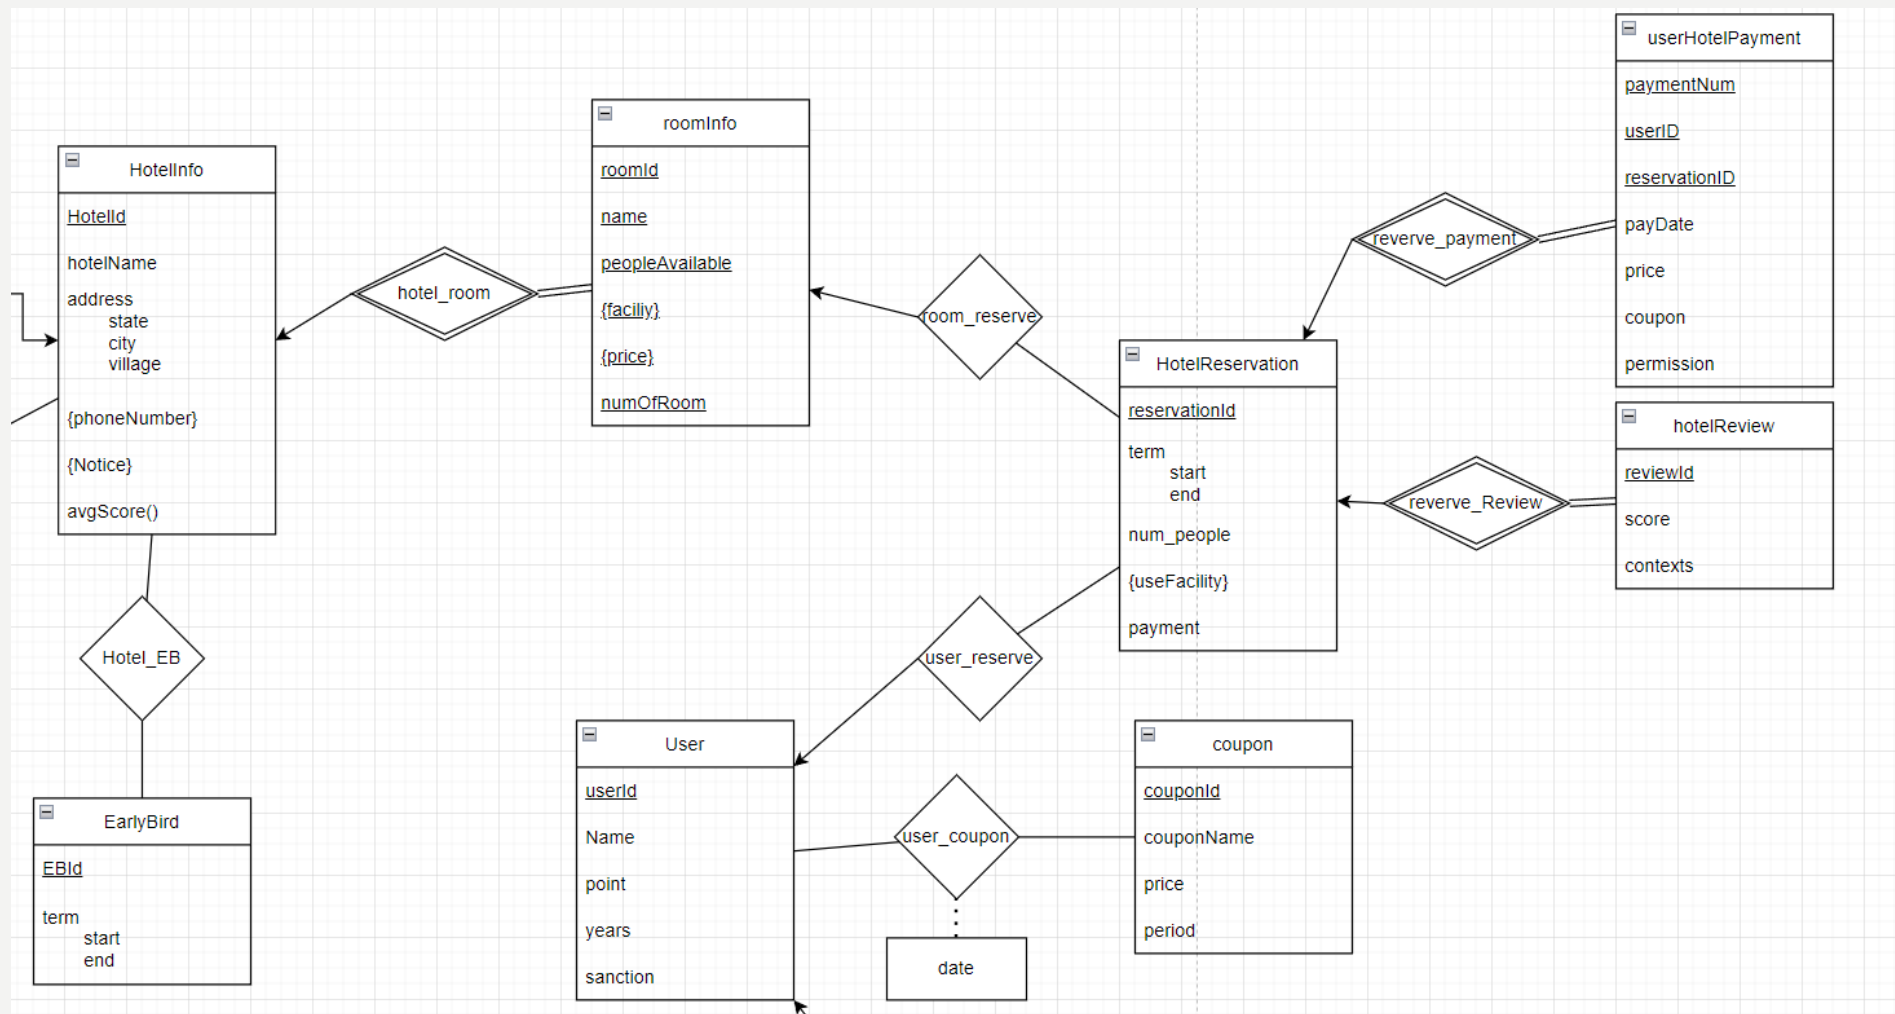 HotelInfo
HotelId
hotelName
address
state
city
village
{phoneNumber}
{Notice}
avgScore()
hotel_room
roomInfo
roomId
name
peopleAvailable
{faciliy}
{price}
numOfRoom
room_reserve
HotelReservation
reservationId
term
start
end
num_people
{useFacility}
payment
reverve_payment
userHotelPayment
paymentNum
userID
reservationID
payDate
price
coupon
permission
reverve_Review
hotelReview
reviewId
score
contexts
Hotel_EB
EarlyBird
EBId
term
start
end
user_reserve
User
userId
Name
point
years
sanction
user_coupon
date
coupon
couponId
couponName
price
period